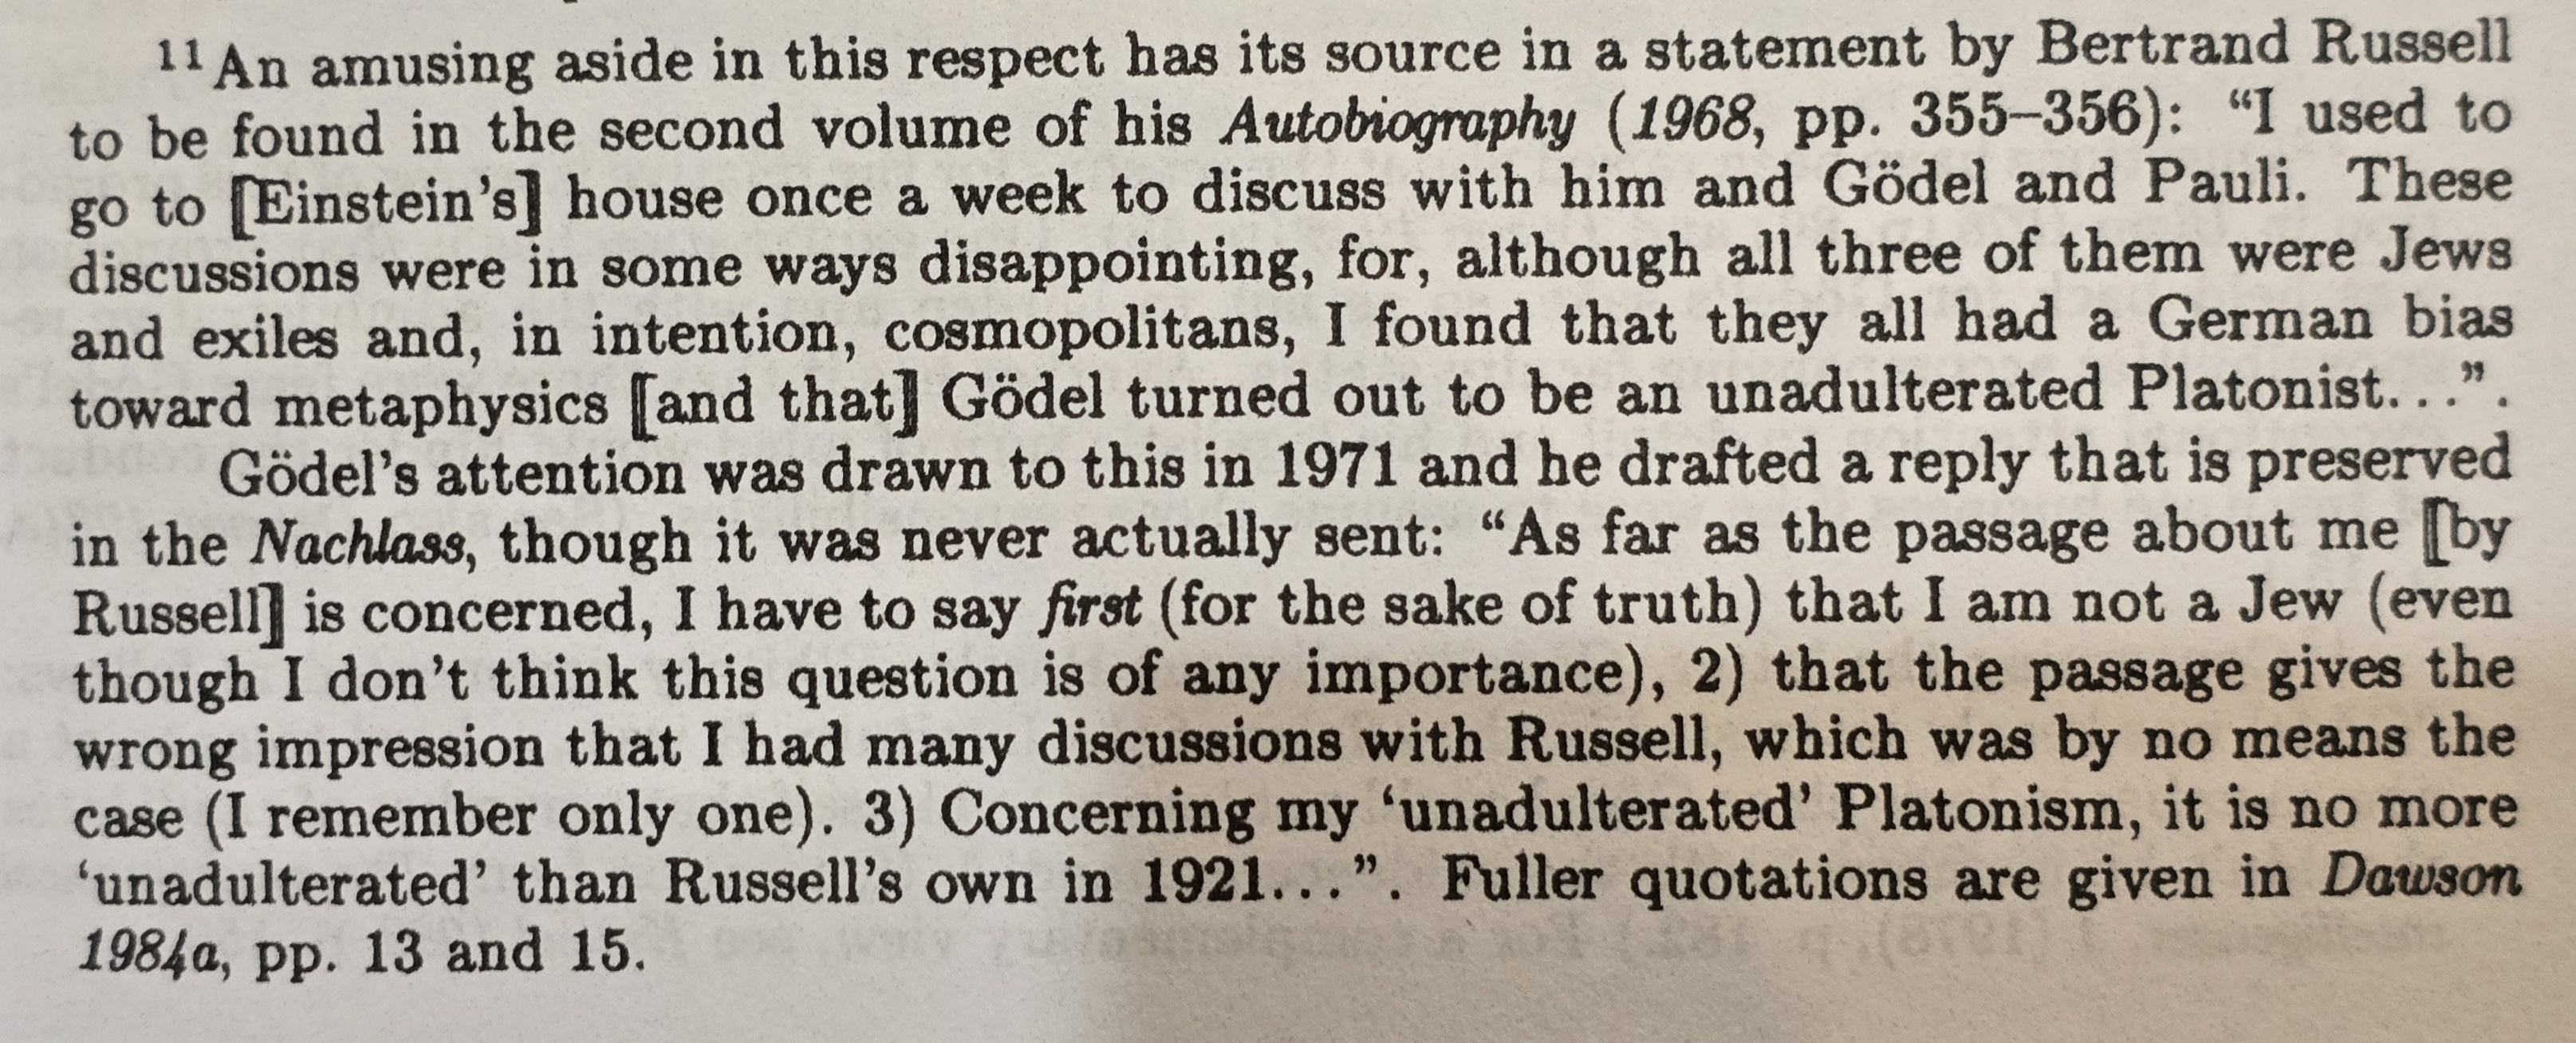 ¹¹An amusing aside in this respect has its source in a statement by Bertrand Russell
to be found in the second volume of his Autobiography (1968, pp. 355–356): “I used to
go to ⟦Einstein’s⟧ house once a week to discuss with him and Gödel and Pauli. These
discussions were in some ways disappointing, for, although all three of them were Jews
and exiles and, in intention, cosmopolitans, I found that they all had a German bias
toward metaphysics ⟦and that⟧ Gödel turned out to be an unadulterated Platonist...”.
Gödel’s attention was drawn to this in 1971 and he drafted a reply that is preserved
in the Nachlass, though it was never actually sent: “As far as the passage about me ⟦by
Russell⟧ is concerned, I have to say first (for the sake of truth) that I am not a Jew (even
though I don’t think this question is of any importance), 2) that the passage gives the
wrong impression that I had many discussions with Russell, which was by no means the
case (I remember only one). 3) Concerning my ‘unadulterated’ Platonism, it is no more
‘unadulterated’ than Russell’s own in 1921...”. Fuller quotations are given in Dawson
1984a, pp. 13 and 15.